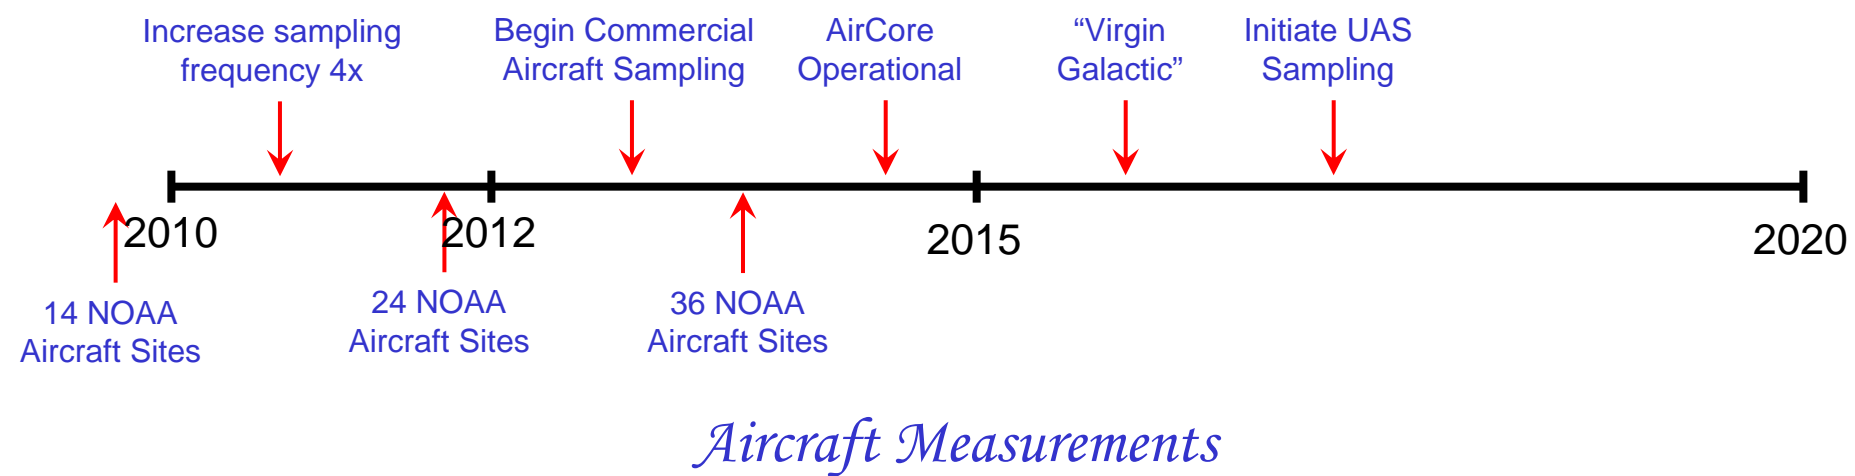 Increase sampling
frequency 4x
Begin Commercial
Aircraft Sampling
AirCore
Operational
“Virgin
Galactic”
Initiate UAS
Sampling
2010
2012
2015
2020
14 NOAA
Aircraft Sites
24 NOAA
Aircraft Sites
36 NOAA
Aircraft Sites
Aircraft Measurements